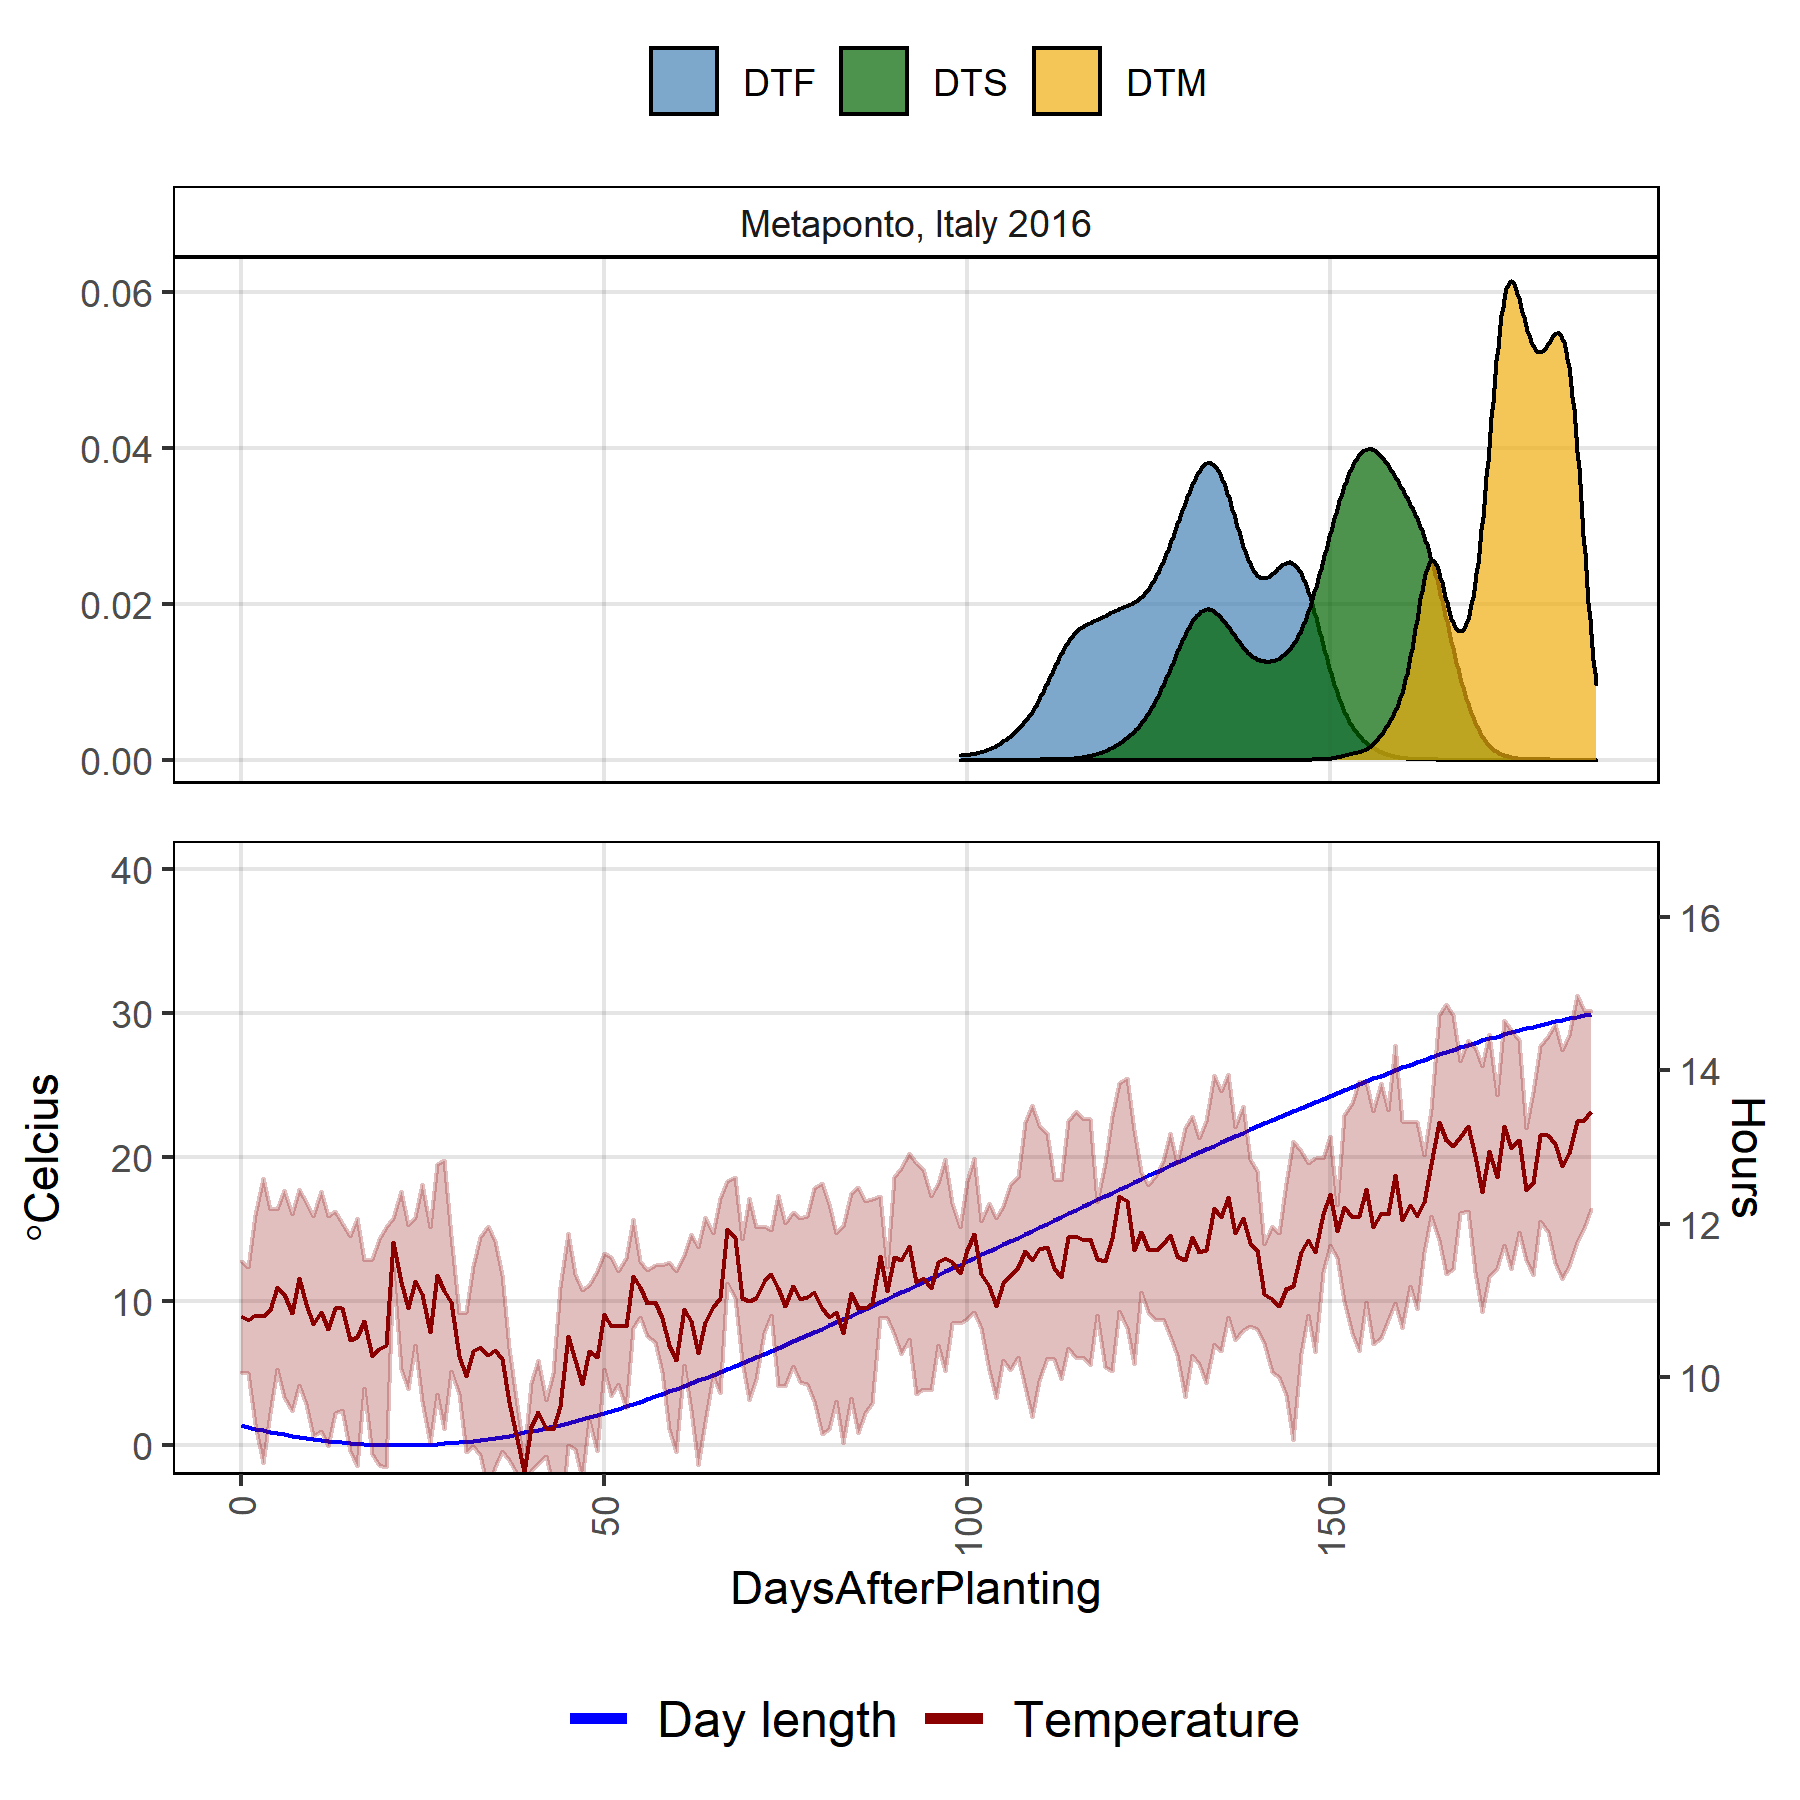 DTF DTS DTM
Metaponto, Italy 2016
0.06
0.04
0.02
0.00
40
30
20
10
0
°Celcius
16
14
12
10
Hours
0 50 100 150
DaysAfterPlanting
Day length Temperature